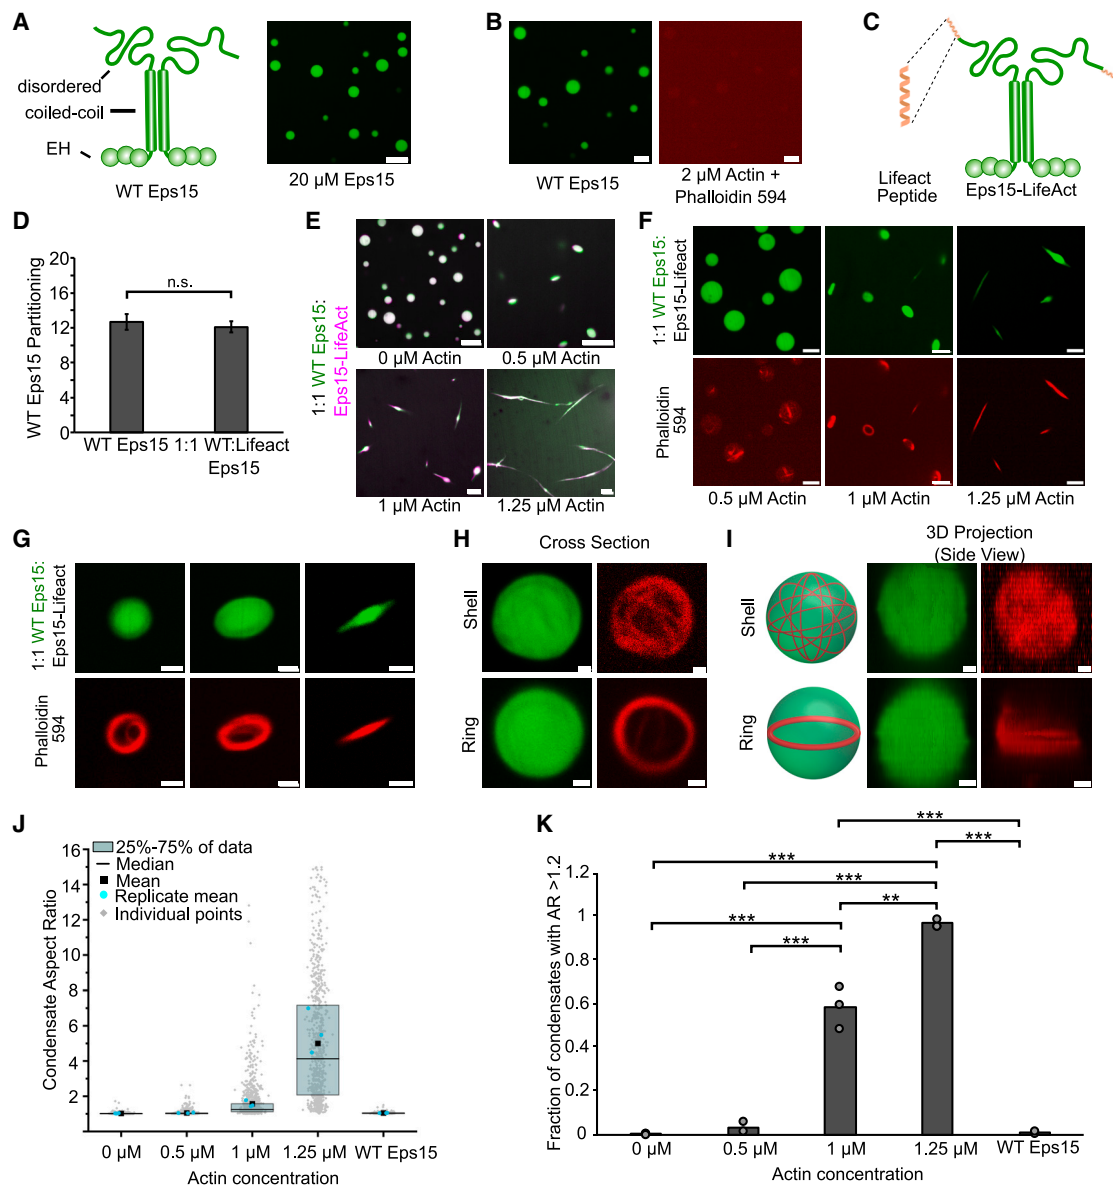 A
disordered
coiled-coil
EH
WT Eps15
20 µM Eps15
B
WT Eps15
2 µM Actin +
Phalloidin 594
C
Lifeact
Peptide
Eps15-LifeAct
D
WT Eps15 Partitioning
20
16
12
8
4
0
n.s.
WT Eps15
1:1 WT:Lifeact
Eps15
E
1:1 WT Eps15:
Eps15-LifeAct
0 µM Actin
0.5 µM Actin
1 µM Actin
1.25 µM Actin
F
1:1 WT Eps15:
Eps15-Lifeact
Phalloidin
594
0.5 µM Actin
1 µM Actin
1.25 µM Actin
G
1:1 WT Eps15:
Eps15-Lifeact
Phalloidin
594
H
Cross Section
Shell
Ring
I
3D Projection
(Side View)
Shell
Ring
J
Condensate Aspect Ratio
16
14
12
10
8
6
4
2
25%-75% of data
Median
Mean
Replicate mean
Individual points
0 µM
0.5 µM
1 µM
1.25 µM
WT Eps15
Actin concentration
K
Fraction of condensates with AR >1.2
1.2
1
0.8
0.6
0.4
0.2
0
***
***
***
***
***
**
***
0 µM
0.5 µM
1 µM
1.25 µM
WT Eps15
Actin concentration